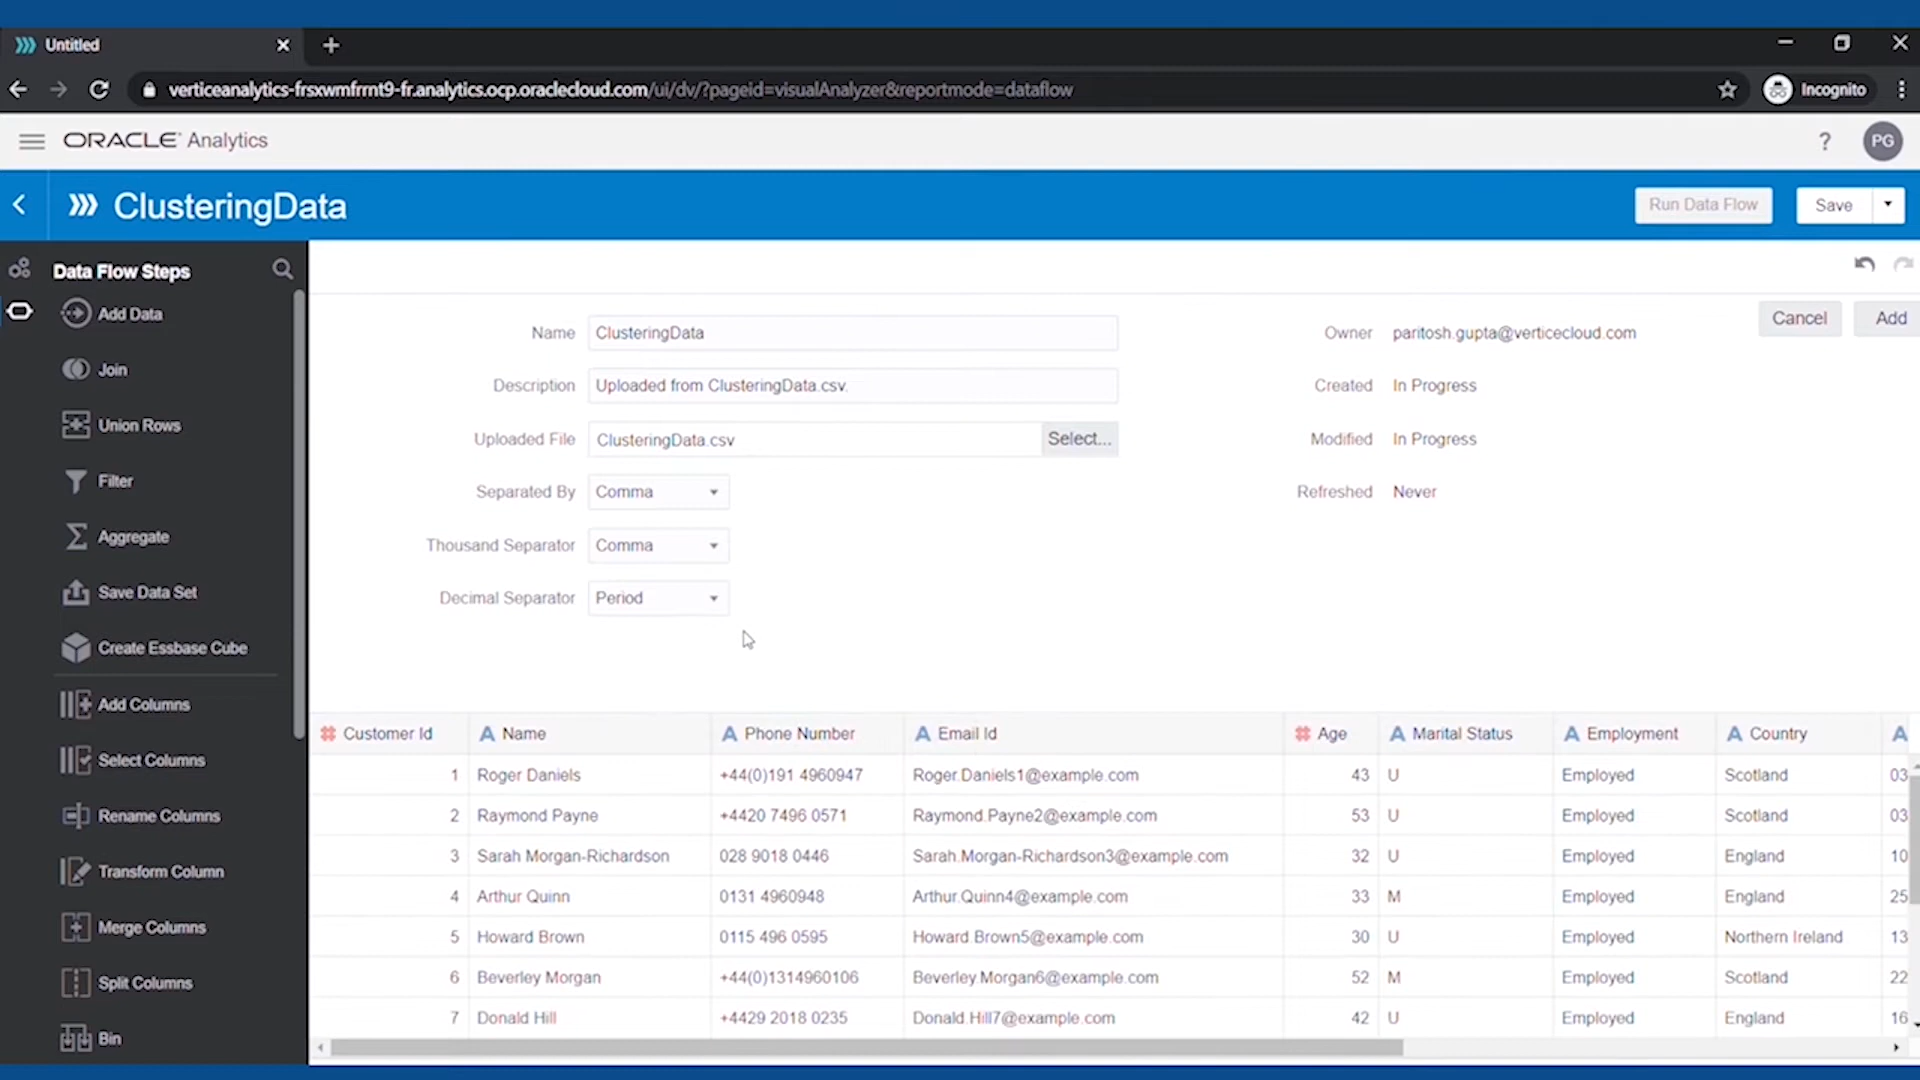 Untitled
verticeanalytics-frsxwmfrrnt9-fr.analytics.ocp.oraclecloud.com/ui/dv/?pageid=visualAnalyzer&reportmode=dataflow
Incognito
ORACLE Analytics
? PG
ClusteringData
Run Data Flow Save
Data Flow Steps
Add Data
Join
Union Rows
Filter
Aggregate
Save Data Set
Create Essbase Cube
Add Columns
Select Columns
Rename Columns
Transform Column
Merge Columns
Split Columns
Bin
Cancel Add
Name ClusteringData
Description Uploaded from ClusteringData.csv.
Uploaded File ClusteringData.csv Select...
Separated By Comma
Thousand Separator Comma
Decimal Separator Period
Owner paritosh.gupta@verticecloud.com
Created In Progress
Modified In Progress
Refreshed Never
# Customer Id A Name A Phone Number A Email Id # Age A Marital Status A Employment A Country A
1 Roger Daniels +44(0)191 4960947 Roger.Daniels1@example.com 43 U Employed Scotland 03
2 Raymond Payne +4420 7496 0571 Raymond.Payne2@example.com 53 U Employed Scotland 03
3 Sarah Morgan-Richardson 028 9018 0446 Sarah.Morgan-Richardson3@example.com 32 U Employed England 10
4 Arthur Quinn 0131 4960948 Arthur.Quinn4@example.com 33 M Employed England 25
5 Howard Brown 0115 496 0595 Howard.Brown5@example.com 30 U Employed Northern Ireland 13
6 Beverley Morgan +44(0)1314960106 Beverley.Morgan6@example.com 52 M Employed Scotland 22
7 Donald Hill +4429 2018 0235 Donald.Hill7@example.com 42 U Employed England 16